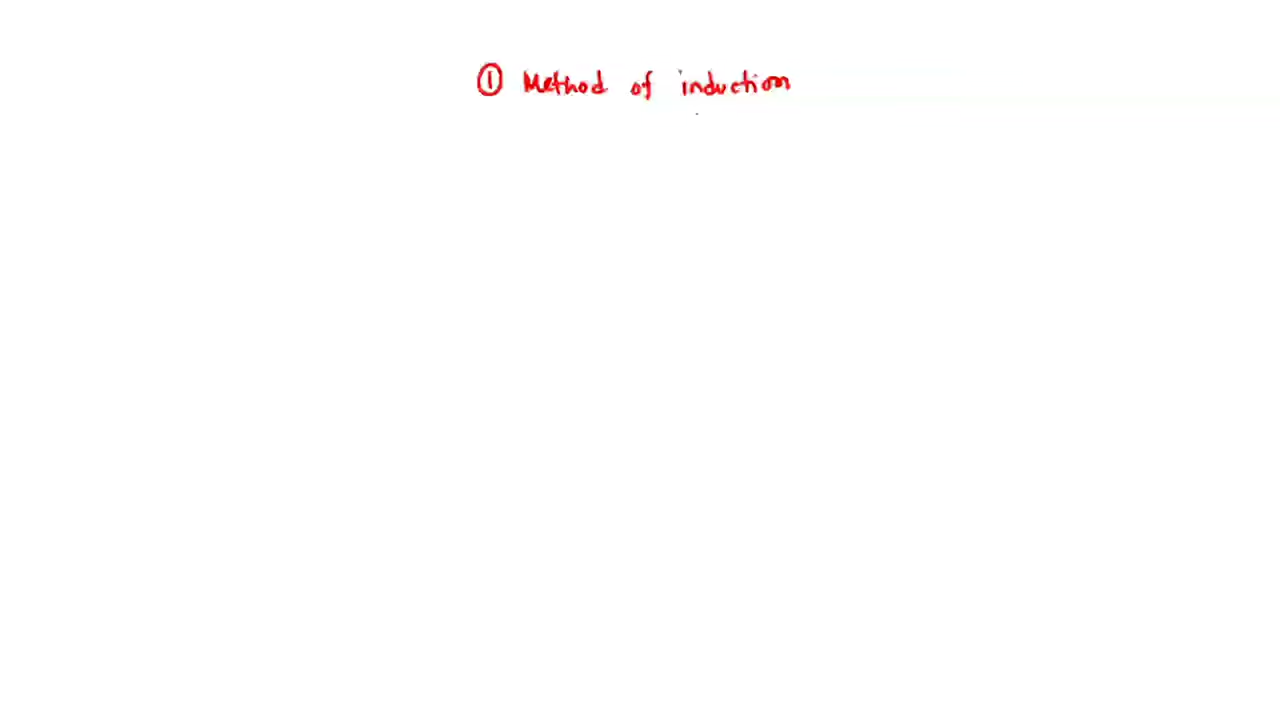 ① Method of induction